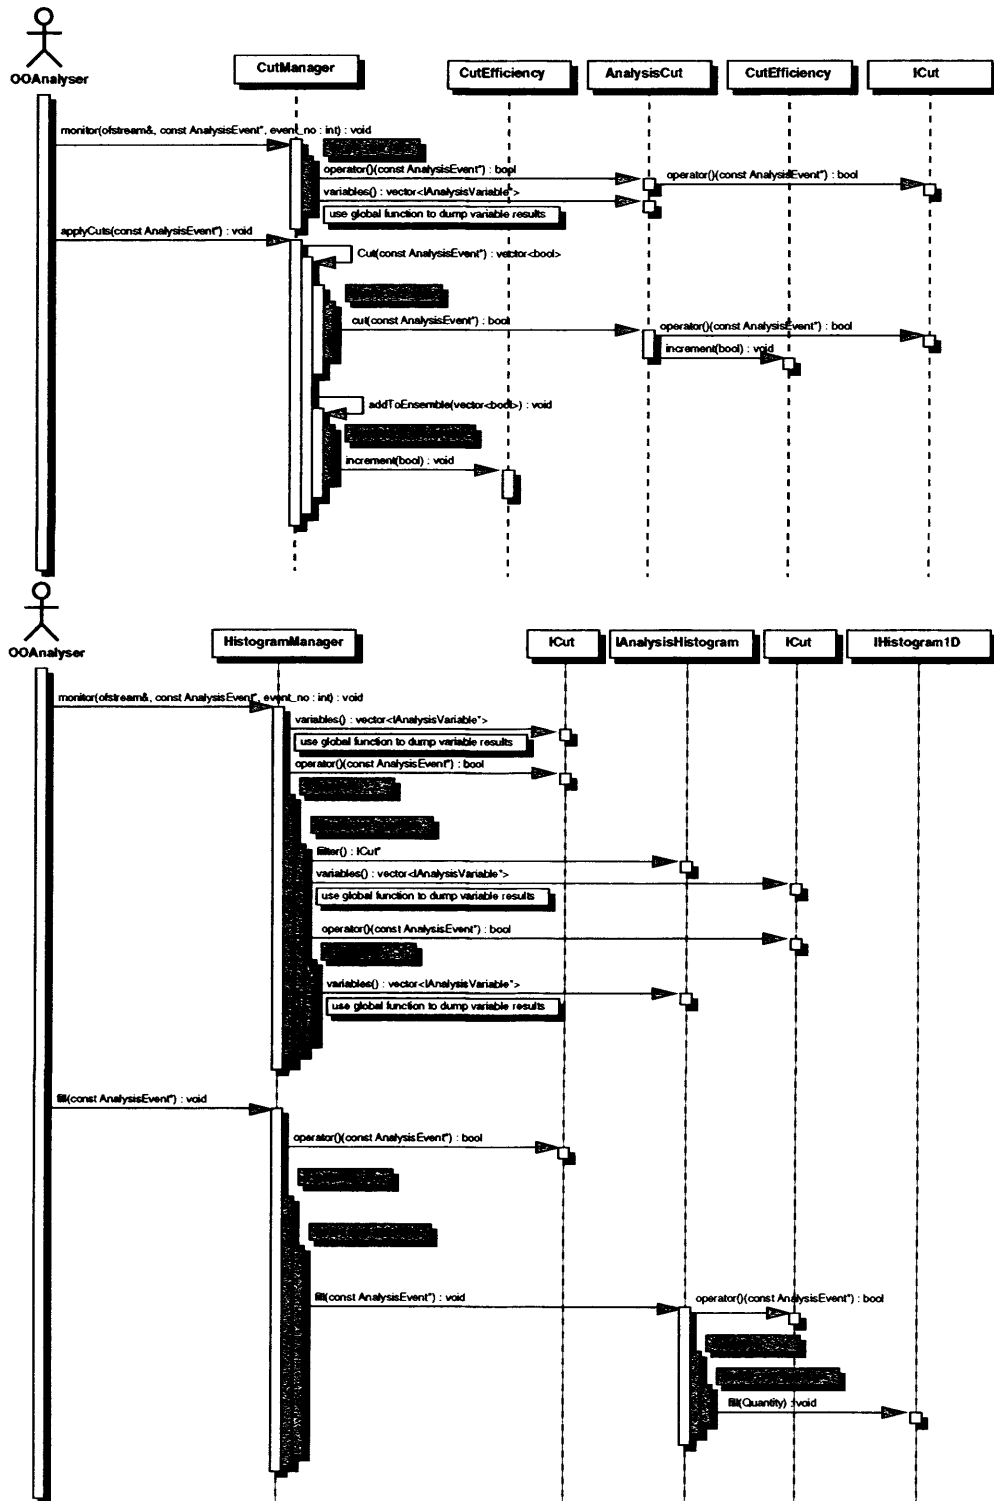 OOAnalyser
CutManager
CutEfficiency
AnalysisCut
CutEfficiency
ICut
monitor(ofstream&, const AnalysisEvent*, event_no : int) : void
operator()(const AnalysisEvent*) : bool
operator()(const AnalysisEvent*) : bool
variables() : vector<IAnalysisVariable*>
use global function to dump variable results
applyCuts(const AnalysisEvent*) : void
Cut(const AnalysisEvent*) : vector<bool>
cut(const AnalysisEvent*) : bool
operator()(const AnalysisEvent*) : bool
increment(bool) : void
addToEnsemble(vector<bool>) : void
increment(bool) : void
OOAnalyser
HistogramManager
ICut
IAnalysisHistogram
ICut
IHistogram1D
monitor(ofstream&, const AnalysisEvent*, event_no : int) : void
variables() : vector<IAnalysisVariable*>
use global function to dump variable results
operator()(const AnalysisEvent*) : bool
filter() : ICut*
variables() : vector<IAnalysisVariable*>
use global function to dump variable results
operator()(const AnalysisEvent*) : bool
variables() : vector<IAnalysisVariable*>
use global function to dump variable results
fill(const AnalysisEvent*) : void
operator()(const AnalysisEvent*) : bool
fill(const AnalysisEvent*) : void
operator()(const AnalysisEvent*) : bool
fill(Quantity) : void